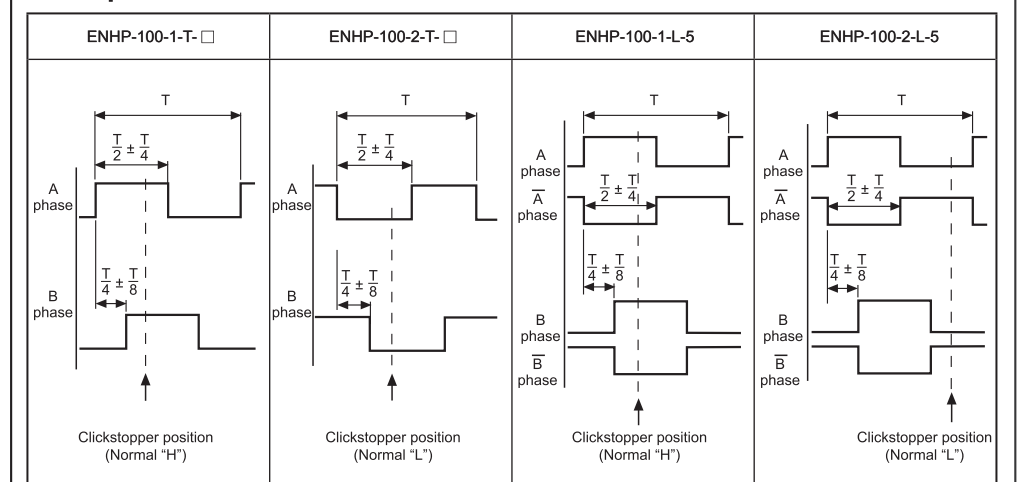 ENHP-100-1-T- □
ENHP-100-2-T- □
ENHP-100-1-L-5
ENHP-100-2-L-5
T
T/2 ± T/4
A
phase
T/4 ± T/8
B
phase
Clickstopper position
(Normal “H”)
T
T/2 ± T/4
A
phase
T/4 ± T/8
B
phase
Clickstopper position
(Normal “L”)
T
A
phase
A̅
phase
T/2 ± T/4
T/4 ± T/8
B
phase
B̅
phase
Clickstopper position
(Normal “H”)
T
A
phase
A̅
phase
T/2 ± T/4
T/4 ± T/8
B
phase
B̅
phase
Clickstopper position
(Normal “L”)